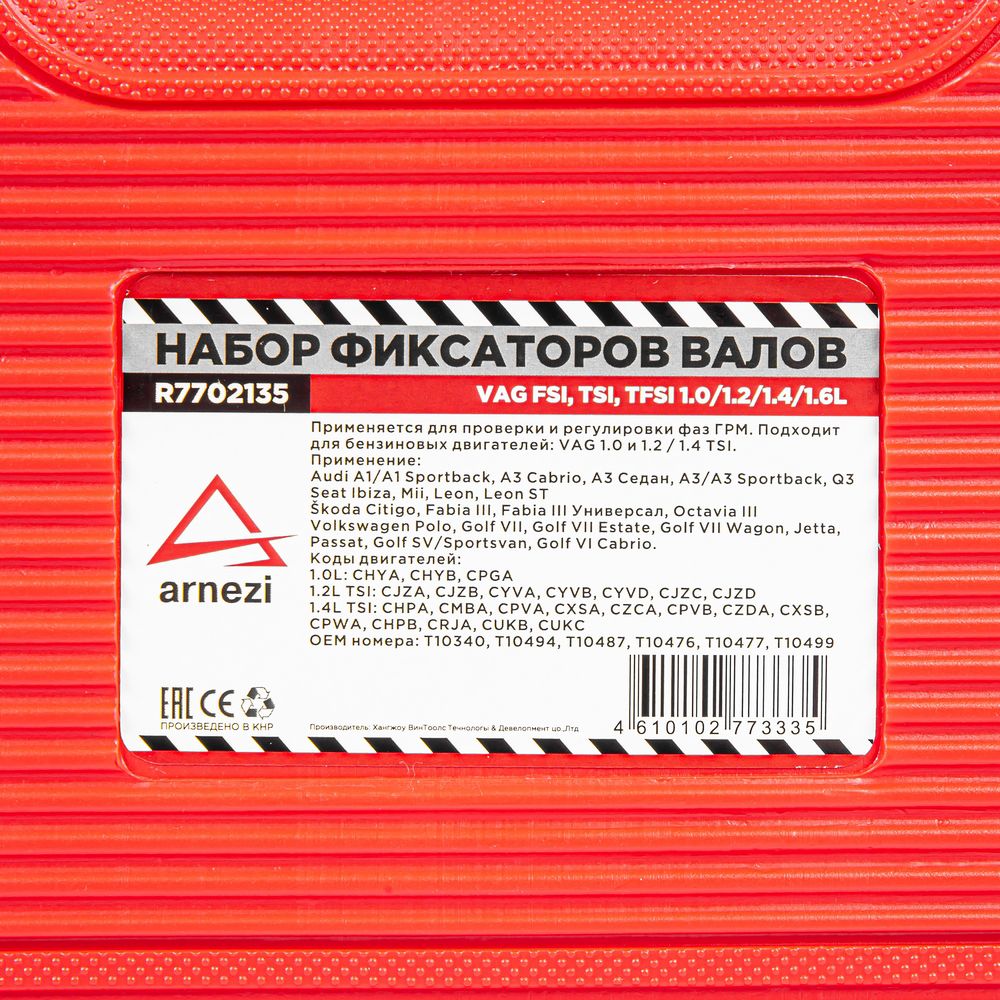 НАБОР ФИКСАТОРОВ ВАЛОВ
R7702135
VAG FSI, TSI, TFSI 1.0/1.2/1.4/1.6L
Применяется для проверки и регулировки фаз ГРМ. Подходит
для бензиновых двигателей: VAG 1.0 и 1.2 / 1.4 TSI.
Применение:
Audi A1/A1 Sportback, A3 Cabrio, A3 Седан, A3/A3 Sportback, Q3
Seat Ibiza, Mii, Leon, Leon ST
Škoda Citigo, Fabia III, Fabia III Универсал, Octavia III
Volkswagen Polo, Golf VII, Golf VII Estate, Golf VII Wagon, Jetta,
Passat, Golf SV/Sportsvan, Golf VI Cabrio.
Коды двигателей:
1.0L: CHYA, CHYB, CPGA
1.2L TSI: CJZA, CJZB, CYVA, CYVB, CYVD, CJZC, CJZD
1.4L TSI: CHPA, CMBA, CPVA, CXSA, CZCA, CPVB, CZDA, CXSB,
CPWA, CHPB, CRJA, CUKB, CUKC
OEM номера: T10340, T10494, T10487, T10476, T10477, T10499
arnezi
EAC CE
ПРОИЗВЕДЕНО В КНР
Производитель: Хангжоу ВинТоолс Течнологы & Девелопмент цо.,Лтд
4 610102 773335